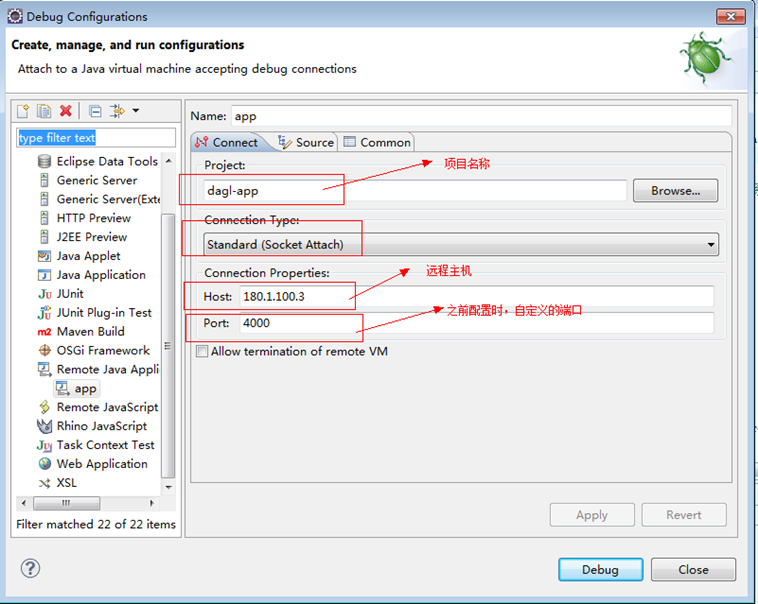 Debug Configurations
Create, manage, and run configurations
Attach to a Java virtual machine accepting debug connections
type filter text
Eclipse Data Tools
Generic Server
Generic Server(Exte
HTTP Preview
J2EE Preview
Java Applet
Java Application
JUnit
JUnit Plug-in Test
Maven Build
OSGi Framework
Remote Java Appli
app
Remote JavaScript
Rhino JavaScript
Task Context Test
Web Application
XSL
Filter matched 22 of 22 items
Name: app
Connect Source Common
Project: 项目名称
dagl-app Browse...
Connection Type:
Standard (Socket Attach)
Connection Properties: 远程主机
Host: 180.1.100.3
之前配置时，自定义的端口
Port: 4000
Allow termination of remote VM
Apply Revert
Debug Close